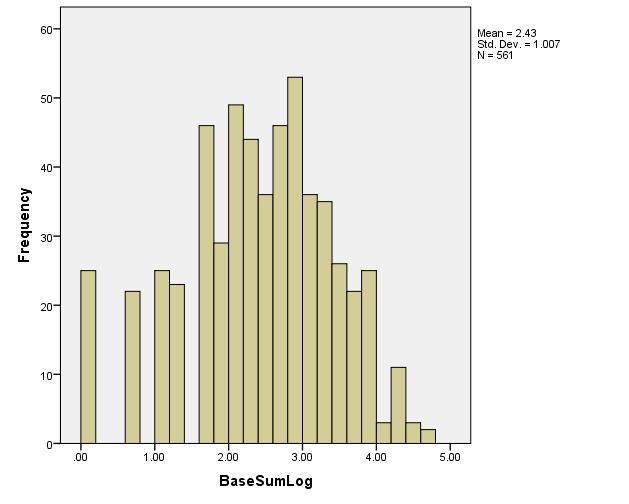 60
50
40
30
20
10
0
Frequency
.00 1.00 2.00 3.00 4.00 5.00
BaseSumLog
Mean = 2.43
Std. Dev. = 1.007
N = 561